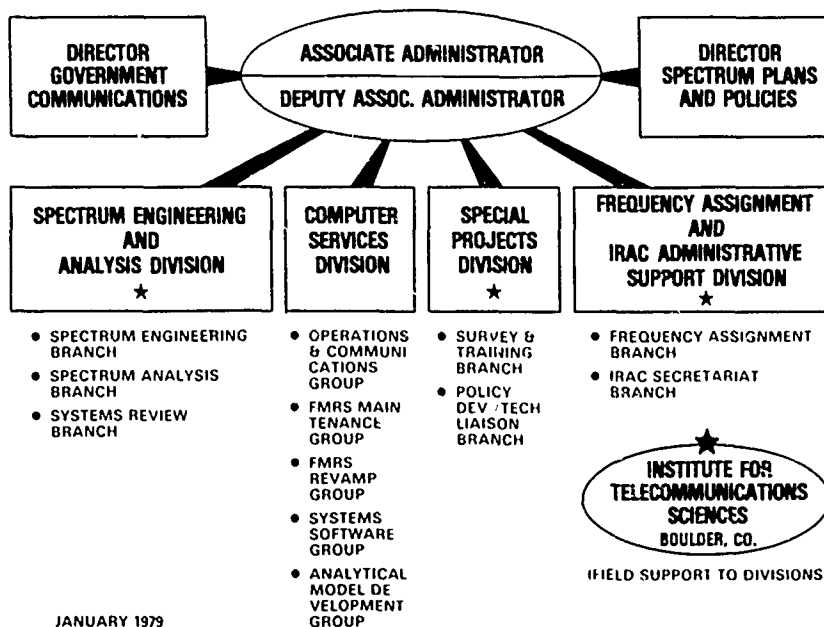 DIRECTOR
GOVERNMENT
COMMUNICATIONS
ASSOCIATE ADMINISTRATOR
DEPUTY ASSOC. ADMINISTRATOR
DIRECTOR
SPECTRUM PLANS
AND POLICIES
SPECTRUM ENGINEERING
AND
ANALYSIS DIVISION
COMPUTER
SERVICES
DIVISION
SPECIAL
PROJECTS
DIVISION
FREQUENCY ASSIGNMENT
AND
IRAC ADMINISTRATIVE
SUPPORT DIVISION
● SPECTRUM ENGINEERING
BRANCH
● SPECTRUM ANALYSIS
BRANCH
● SYSTEMS REVIEW
BRANCH
● OPERATIONS
& COMMUNI
CATIONS
GROUP
● FMRS MAIN
TENANCE
GROUP
● FMRS
REVAMP
GROUP
● SYSTEMS
SOFTWARE
GROUP
● ANALYTICAL
MODEL DE
VELOPMENT
GROUP
● SURVEY &
TRAINING
BRANCH
● POLICY
DEV /TECH
LIAISON
BRANCH
● FREQUENCY ASSIGNMENT
BRANCH
● IRAC SECRETARIAT
BRANCH
INSTITUTE FOR
TELECOMMUNICATIONS
SCIENCES
BOULDER, CO.
(FIELD SUPPORT TO DIVISIONS
JANUARY 1979